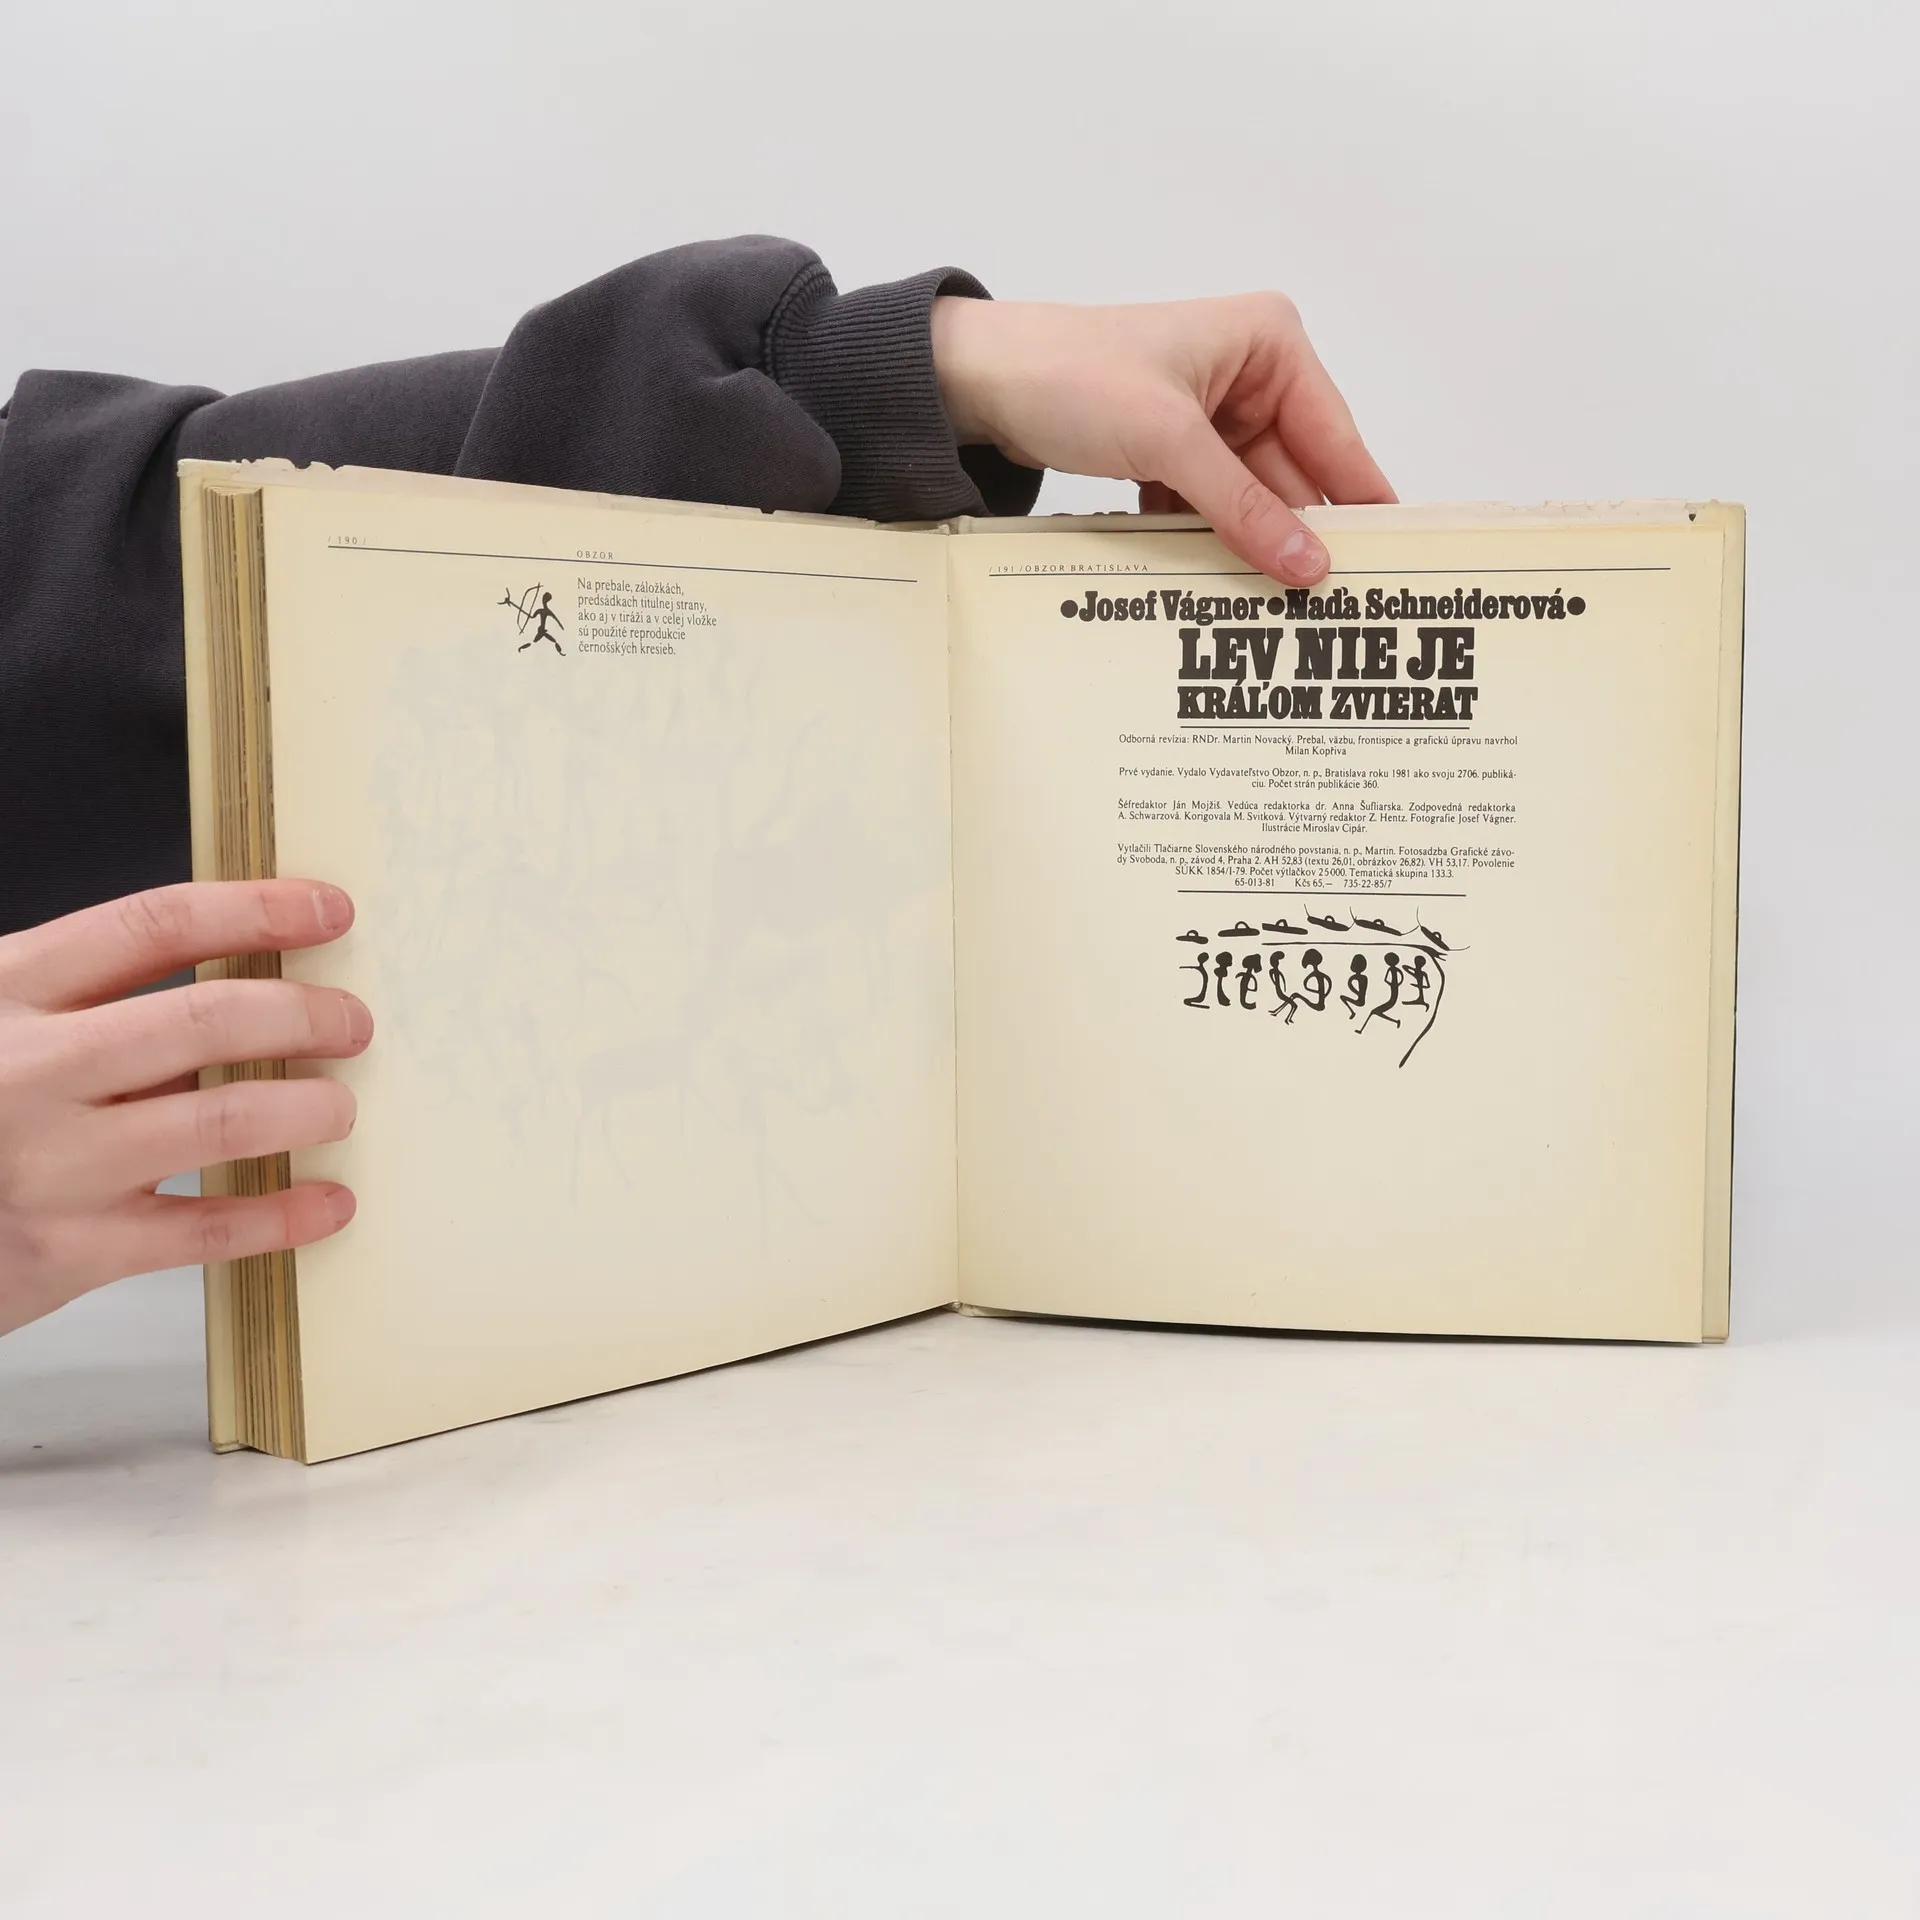 / 190 /
OBZOR
Na prebale, záložkách,
predsádkach titulnej strany,
ako aj v tiráži a v celej vložke
sú použité reprodukcie
černošských kresieb.
/ 191 / OBZOR BRATISLAVA
●Josef Vágner●Naďa Schneiderová●
LEV NIE JE
KRÁĽOM ZVIERAT
Odborná revízia: RNDr. Martin Novacký. Prebal, väzbu, frontispice a grafickú úpravu navrhol
Milan Kopřiva
Prvé vydanie. Vydalo Vydavateľstvo Obzor, n. p., Bratislava roku 1981 ako svoju 2706. publiká-
ciu. Počet strán publikácie 360.
Šéfredaktor Ján Mojžiš. Vedúca redaktorka dr. Anna Šufliarska. Zodpovedná redaktorka
A. Schwarzová. Korigovala M. Svitková. Výtvarný redaktor Z. Hentz. Fotografie Josef Vágner.
Ilustrácie Miroslav Cipár.
Vytlačili Tlačiarne Slovenského národného povstania, n. p., Martin. Fotosadzba Grafické závo-
dy Svoboda, n. p., závod 4, Praha 2. AH 52,83 (textu 26,01, obrázkov 26,82). VH 53,17. Povolenie
SÚKK 1854/I-79. Počet výtlačkov 25 000. Tematická skupina 133.3.
65-013-81 Kčs 65,— 735-22-85/7